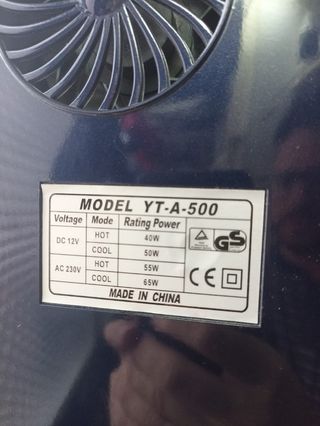 MODEL YT-A-500
Voltage Mode Rating Power
DC 12V HOT 40W
COOL 50W
AC 230V HOT 55W
COOL 65W
GS
CE
MADE IN CHINA